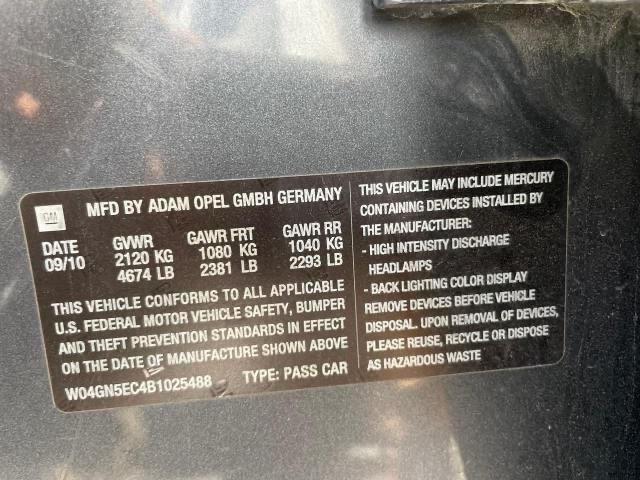 GM
MFD BY ADAM OPEL GMBH GERMANY
DATE GVWR GAWR FRT GAWR RR
09/10 2120 KG 1080 KG 1040 KG
4674 LB 2381 LB 2293 LB
THIS VEHICLE CONFORMS TO ALL APPLICABLE
U.S. FEDERAL MOTOR VEHICLE SAFETY, BUMPER
AND THEFT PREVENTION STANDARDS IN EFFECT
ON THE DATE OF MANUFACTURE SHOWN ABOVE
W04GN5EC4B1025488 TYPE: PASS CAR
THIS VEHICLE MAY INCLUDE MERCURY
CONTAINING DEVICES INSTALLED BY
THE MANUFACTURER:
- HIGH INTENSITY DISCHARGE
HEADLAMPS
- BACK LIGHTING COLOR DISPLAY
REMOVE DEVICES BEFORE VEHICLE
DISPOSAL. UPON REMOVAL OF DEVICES,
PLEASE REUSE, RECYCLE OR DISPOSE
AS HAZARDOUS WASTE